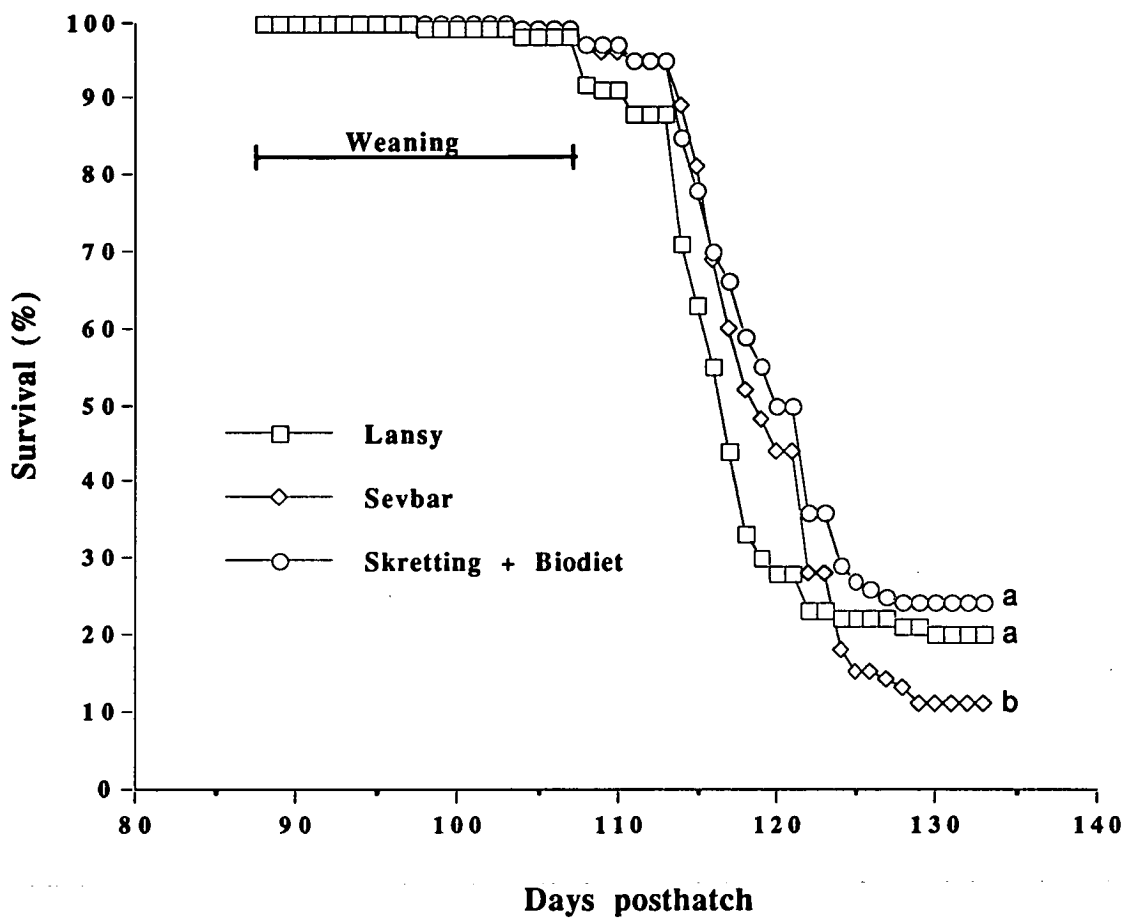 100
90
80
70
60
50
40
30
20
10
0
Survival (%)
Weaning
Lansy
Sevbar
Skretting + Biodiet
a
a
b
80 90 100 110 120 130 140
Days posthatch